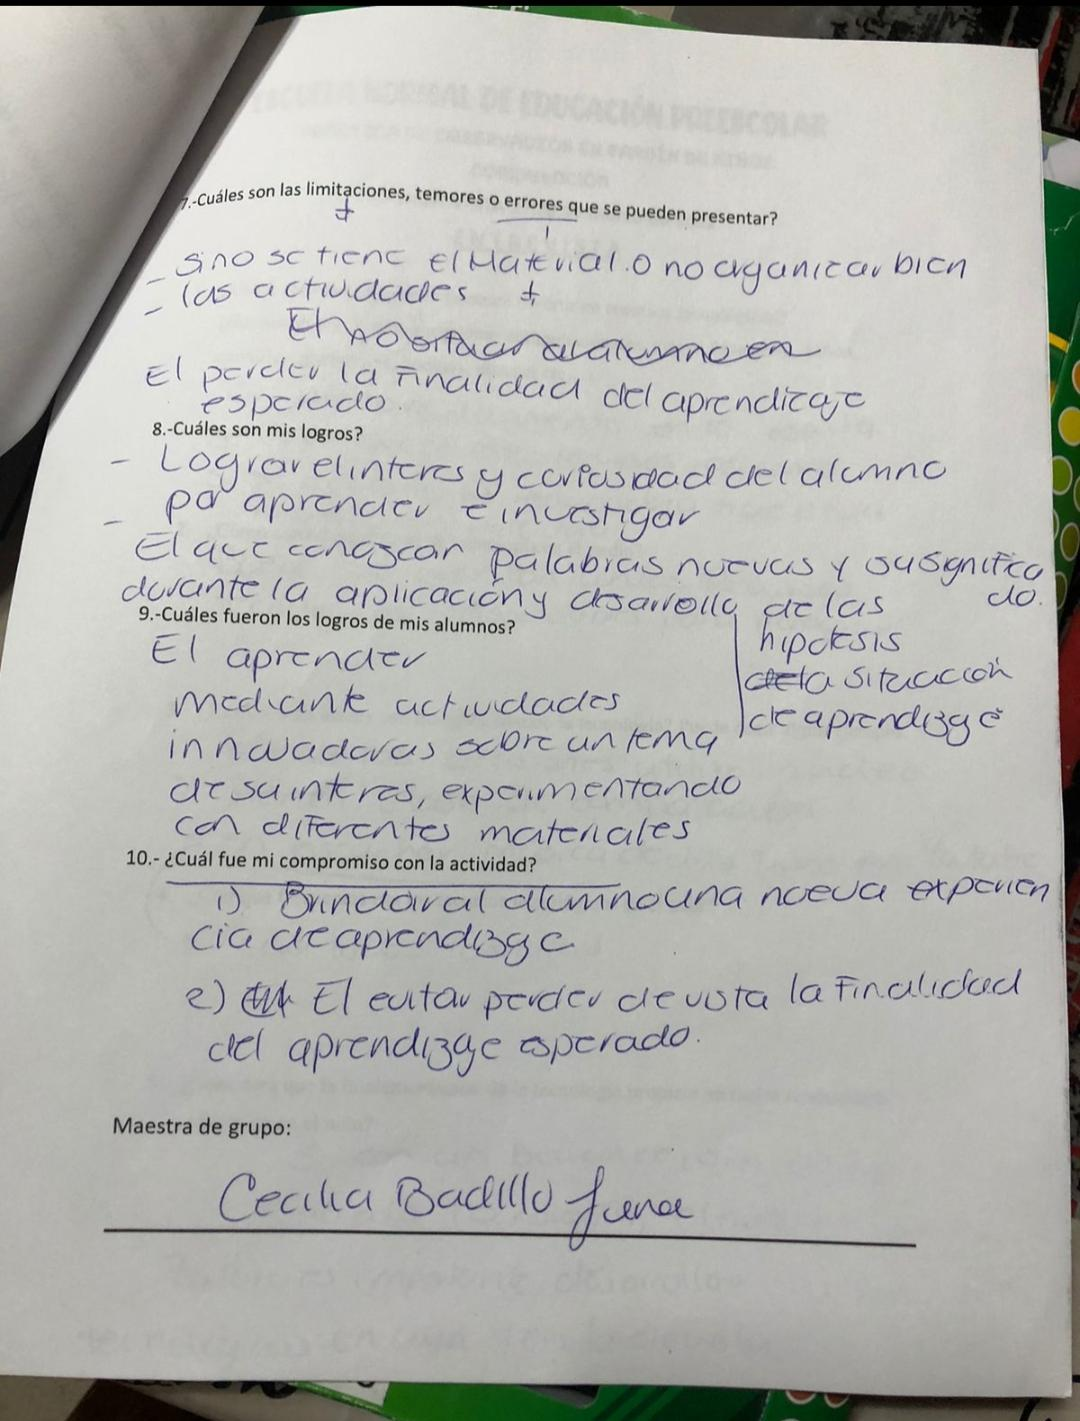 7.-Cuáles son las limitaciones, temores o errores que se pueden presentar?
- Si no se tiene el Material. O no organizar bien
- las actividades
El perder la Finalidad del aprendizaje
esperado.
8.-Cuáles son mis logros?
- Lograr el interes y curiosidad del alumno
por aprender e investigar
- El que conozcan palabras nuevas y su significa
do.
durante la aplicación y desarrollo de las
hipotesis
de la situación
de aprendizaje
9.-Cuáles fueron los logros de mis alumnos?
El aprender
mediante actividades
innovadoras sobre un tema
de su interes, experimentando
con diferentes materiales
10.- ¿Cuál fue mi compromiso con la actividad?
1) Brindar al alumno una nueva experien
cia de aprendizaje
2) El evitar perder de vista la Finalidad
del aprendizaje esperado.
Maestra de grupo:
Cecilia Badillo